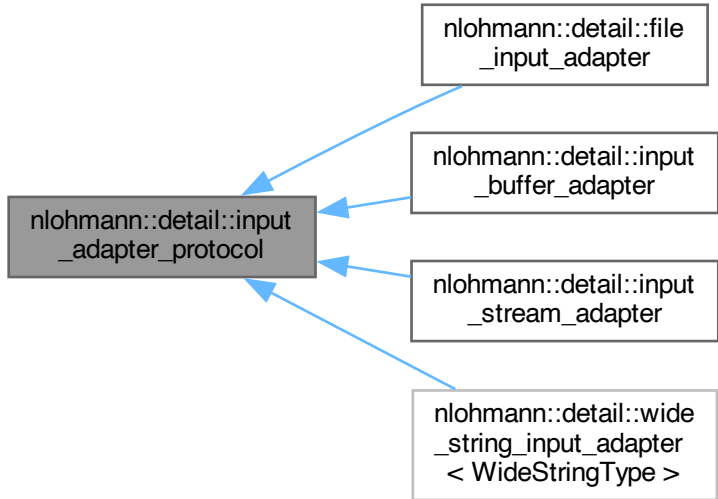 nlohmann::detail::file
_input_adapter
nlohmann::detail::input
_buffer_adapter
nlohmann::detail::input
_adapter_protocol
nlohmann::detail::input
_stream_adapter
nlohmann::detail::wide
_string_input_adapter
< WideStringType >